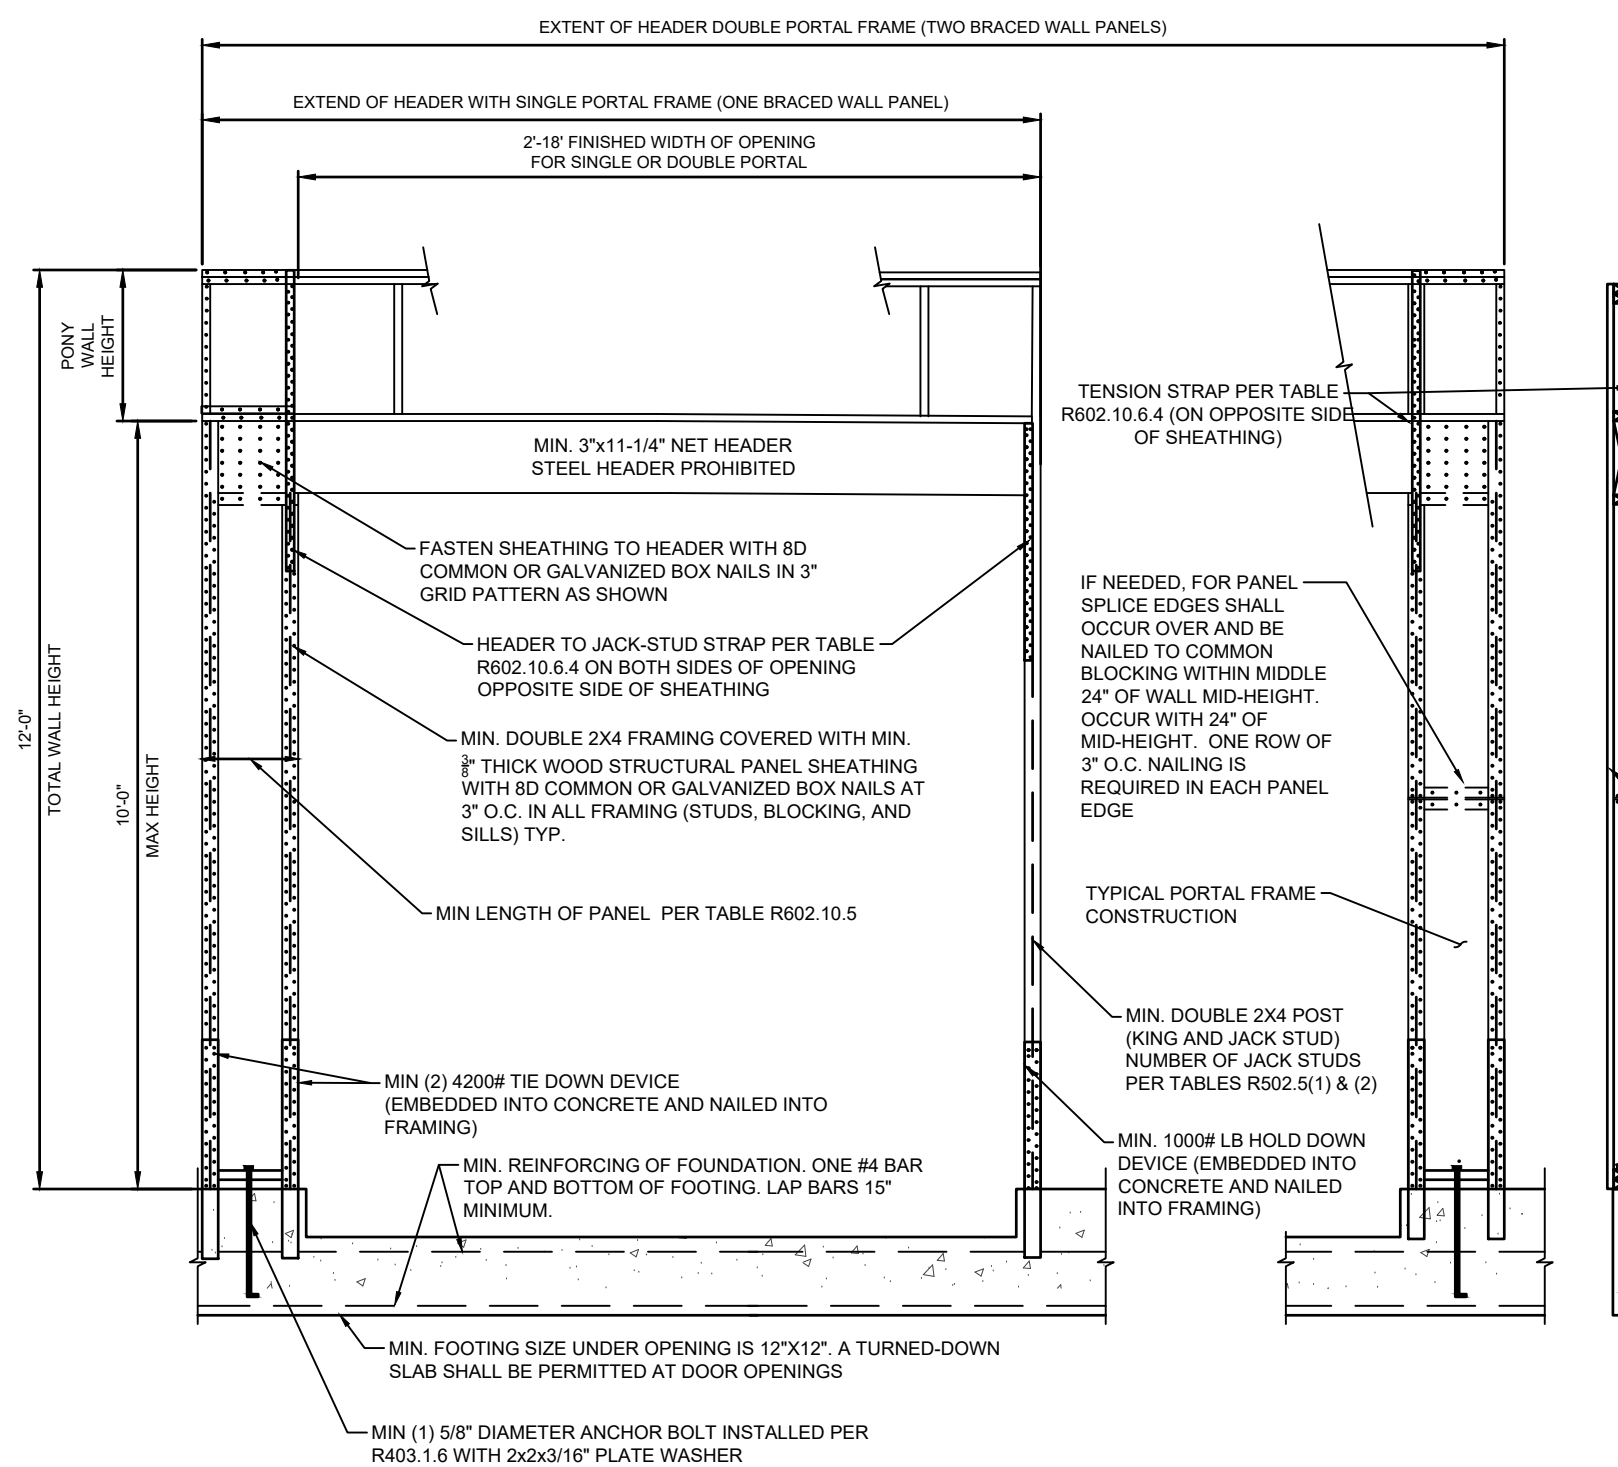 EXTENT OF HEADER DOUBLE PORTAL FRAME (TWO BRACED WALL PANELS)
EXTEND OF HEADER WITH SINGLE PORTAL FRAME (ONE BRACED WALL PANEL)
2'-18' FINISHED WIDTH OF OPENING
FOR SINGLE OR DOUBLE PORTAL
PONY
WALL
HEIGHT
12'-0"
TOTAL WALL HEIGHT
10'-0"
MAX HEIGHT
MIN. 3"x11-1/4" NET HEADER
STEEL HEADER PROHIBITED
TENSION STRAP PER TABLE
R602.10.6.4 (ON OPPOSITE SIDE
OF SHEATHING)
FASTEN SHEATHING TO HEADER WITH 8D
COMMON OR GALVANIZED BOX NAILS IN 3"
GRID PATTERN AS SHOWN
HEADER TO JACK-STUD STRAP PER TABLE
R602.10.6.4 ON BOTH SIDES OF OPENING
OPPOSITE SIDE OF SHEATHING
IF NEEDED, FOR PANEL
SPLICE EDGES SHALL
OCCUR OVER AND BE
NAILED TO COMMON
BLOCKING WITHIN MIDDLE
24" OF WALL MID-HEIGHT.
OCCUR WITH 24" OF
MID-HEIGHT.  ONE ROW OF
3" O.C. NAILING IS
REQUIRED IN EACH PANEL
EDGE
MIN. DOUBLE 2X4 FRAMING COVERED WITH MIN.
3/8" THICK WOOD STRUCTURAL PANEL SHEATHING
WITH 8D COMMON OR GALVANIZED BOX NAILS AT
3" O.C. IN ALL FRAMING (STUDS, BLOCKING, AND
SILLS) TYP.
MIN LENGTH OF PANEL  PER TABLE R602.10.5
TYPICAL PORTAL FRAME
CONSTRUCTION
MIN. DOUBLE 2X4 POST
(KING AND JACK STUD)
NUMBER OF JACK STUDS
PER TABLES R502.5(1) & (2)
MIN (2) 4200# TIE DOWN DEVICE
(EMBEDDED INTO CONCRETE AND NAILED INTO
FRAMING)
MIN. 1000# LB HOLD DOWN
DEVICE (EMBEDDED INTO
CONCRETE AND NAILED
INTO FRAMING)
MIN. REINFORCING OF FOUNDATION. ONE #4 BAR
TOP AND BOTTOM OF FOOTING. LAP BARS 15"
MINIMUM.
MIN. FOOTING SIZE UNDER OPENING IS 12"X12". A TURNED-DOWN
SLAB SHALL BE PERMITTED AT DOOR OPENINGS
MIN (1) 5/8" DIAMETER ANCHOR BOLT INSTALLED PER
R403.1.6 WITH 2x2x3/16" PLATE WASHER